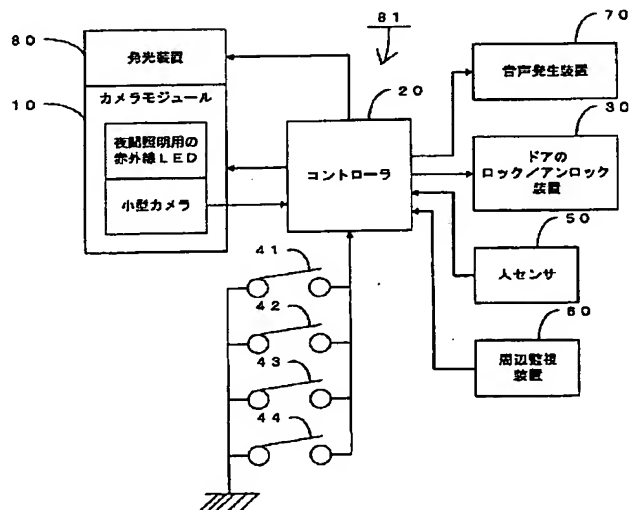 81
80
発光装置
カメラモジュール
10
夜間照明用の
赤外線LED
小型カメラ
20
コントローラ
70
音声発生装置
30
ドアの
ロック/アンロック
装置
50
人センサ
60
周辺監視
装置
41
42
43
44